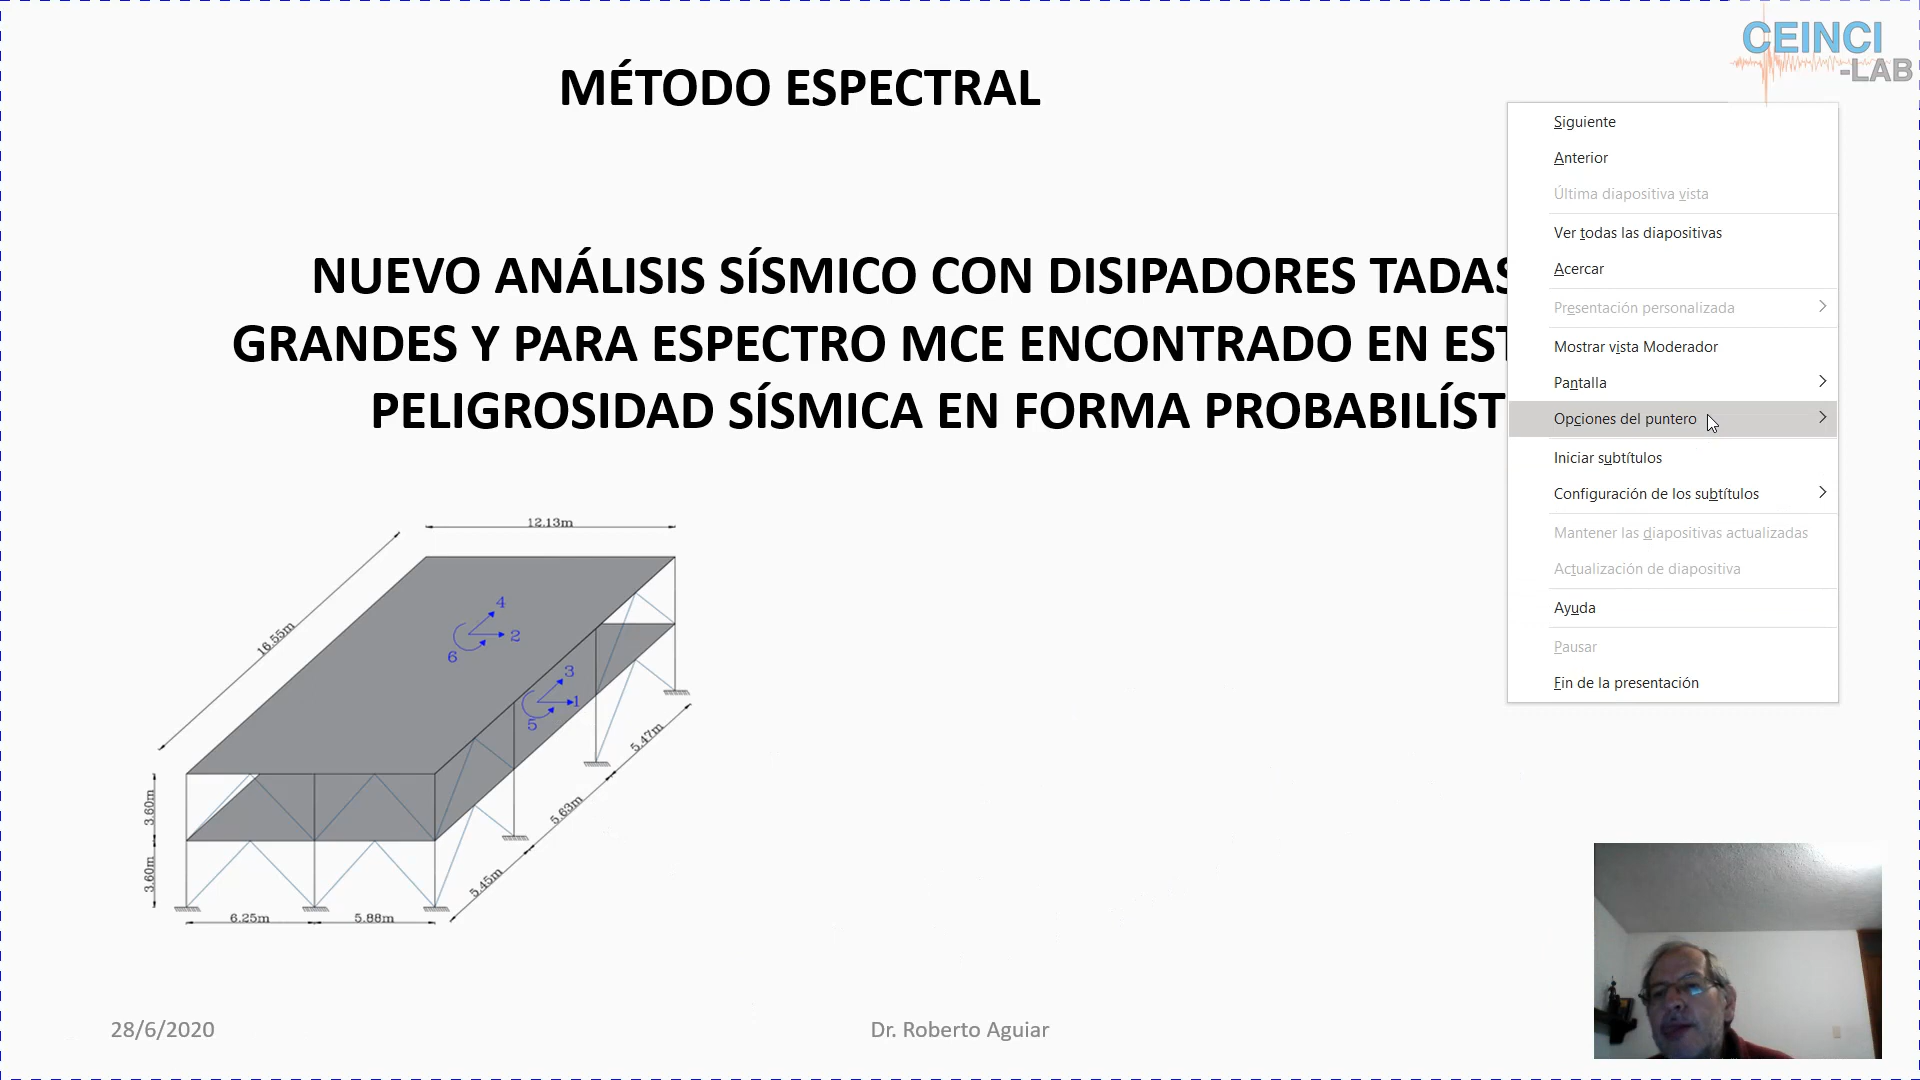 CEINCI
-LAB
MÉTODO ESPECTRAL
NUEVO ANÁLISIS SÍSMICO CON DISIPADORES TADAS
GRANDES Y PARA ESPECTRO MCE ENCONTRADO EN
PELIGROSIDAD SÍSMICA EN FORMA
Siguiente
Anterior
Última diapositiva vista
Ver todas las diapositivas
Acercar
Presentación personalizada
Mostrar vista Moderador
Pantalla
Opciones del puntero
Iniciar subtítulos
Configuración de los subtítulos
Mantener las diapositivas actualizadas
Actualización de diapositiva
Ayuda
Pausar
Fin de la presentación
12.13m
16.55m
4
2
6
3
1
5
5.47m
5.63m
5.45m
3.60m
3.60m
6.25m
5.88m
28/6/2020
Dr. Roberto Aguiar